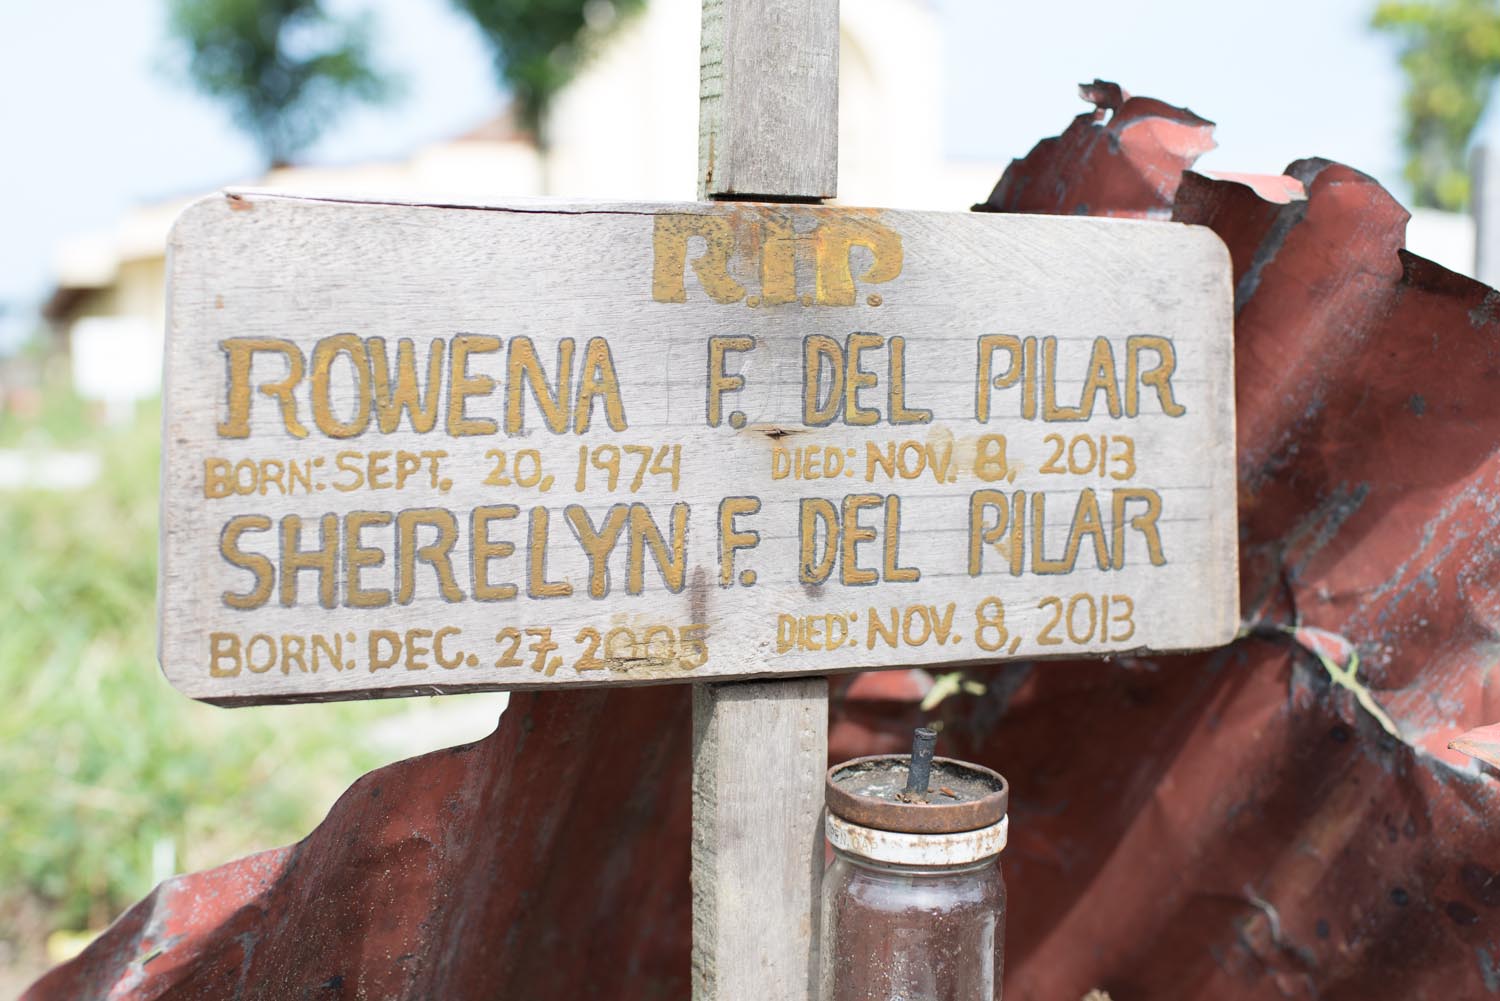 R.I.P.
ROWENA F. DEL PILAR
BORN: SEPT. 20, 1974 DIED: NOV. 8, 2013
SHERELYN F. DEL PILAR
BORN: DEC. 27, 2005 DIED: NOV. 8, 2013